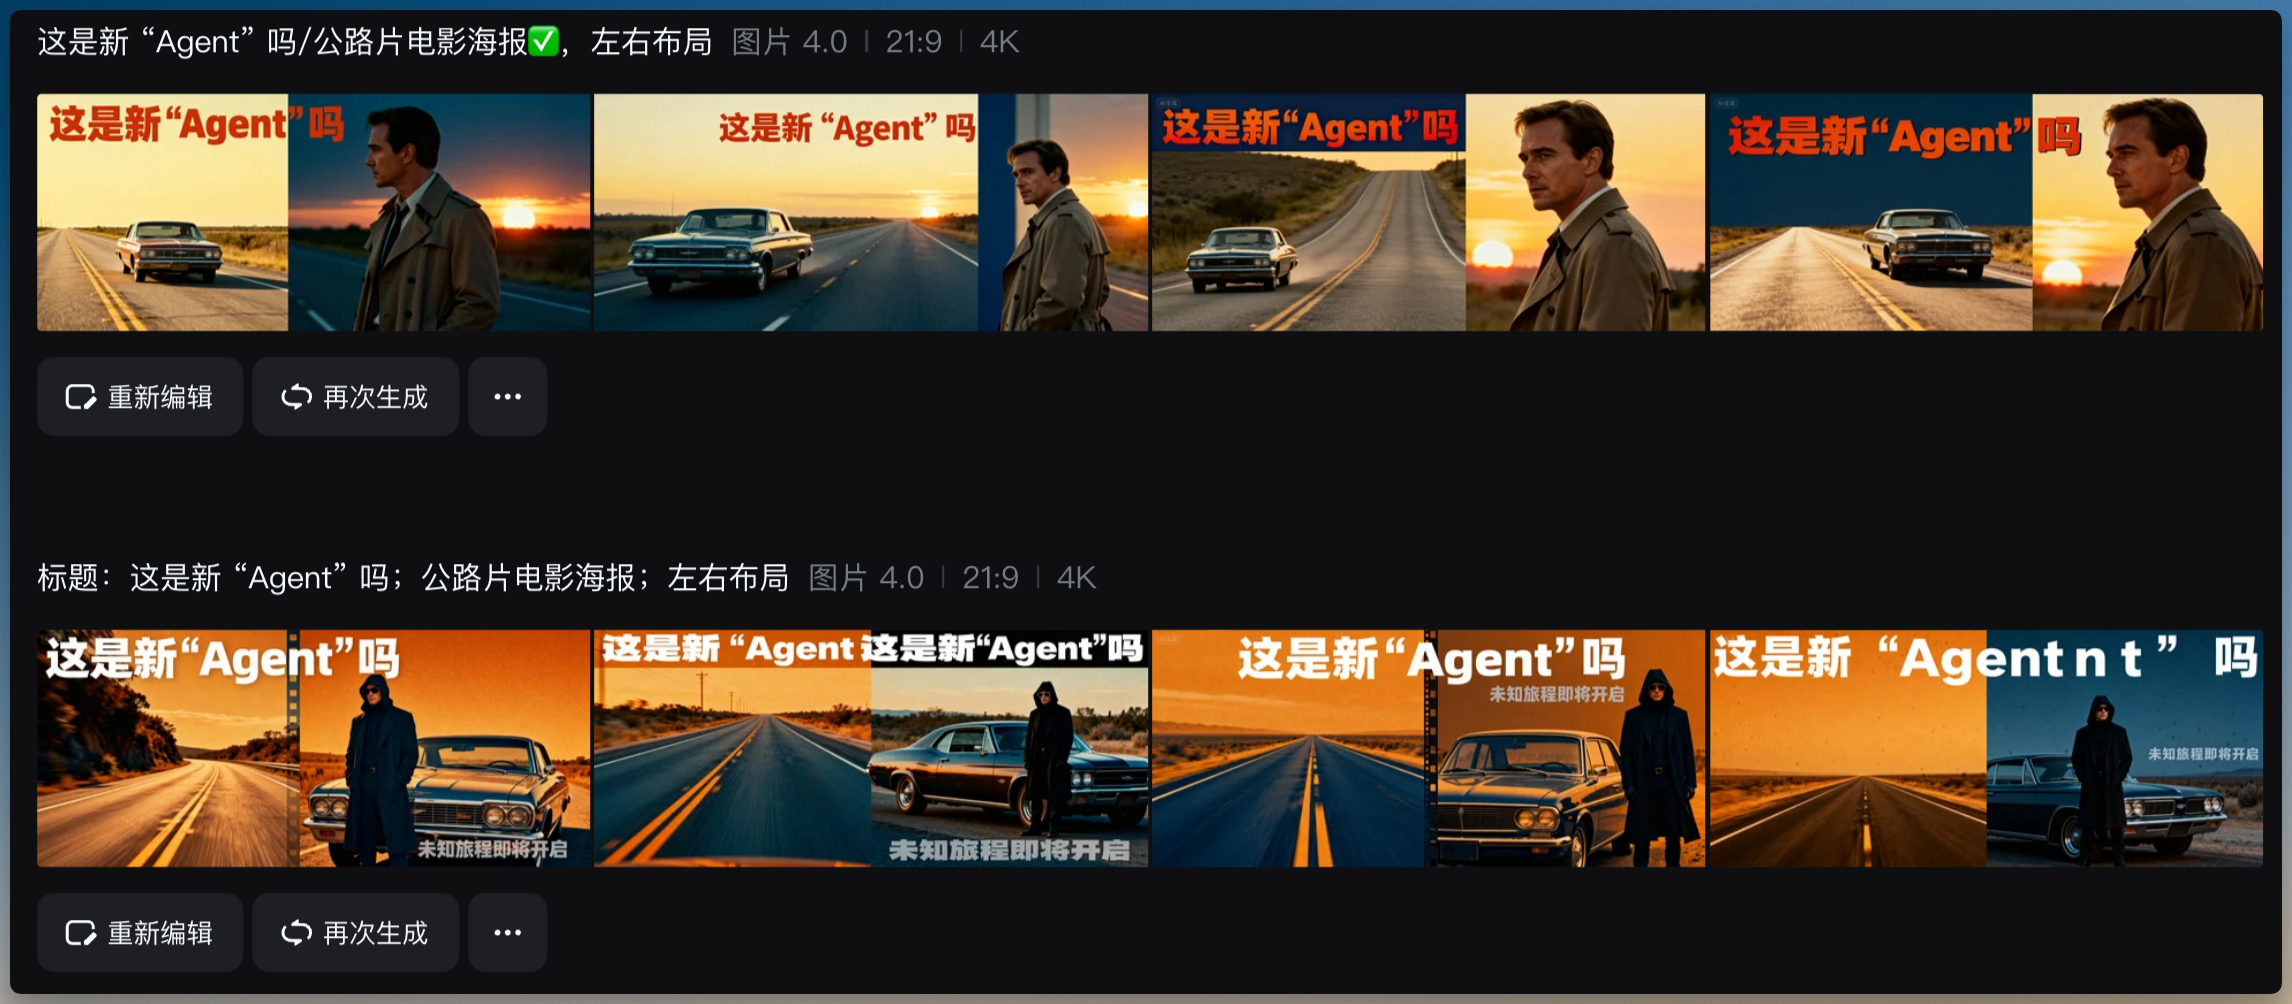 这是新 “Agent” 吗/公路片电影海报✅，左右布局 图片 4.0 | 21:9 | 4K
这是新“Agent”吗
这是新 “Agent” 吗
这是新“Agent”吗
这是新“Agent”吗
重新编辑 再次生成 ···
标题：这是新 “Agent” 吗；公路片电影海报；左右布局 图片 4.0 | 21:9 | 4K
这是新“Agent”吗
未知旅程即将开启
这是新 “Agent 这是新“Agent”吗
未知旅程即将开启
这是新“Agent”吗
未知旅程即将开启
这是新 “Agentnt” 吗
未知旅程即将开启
重新编辑 再次生成 ···